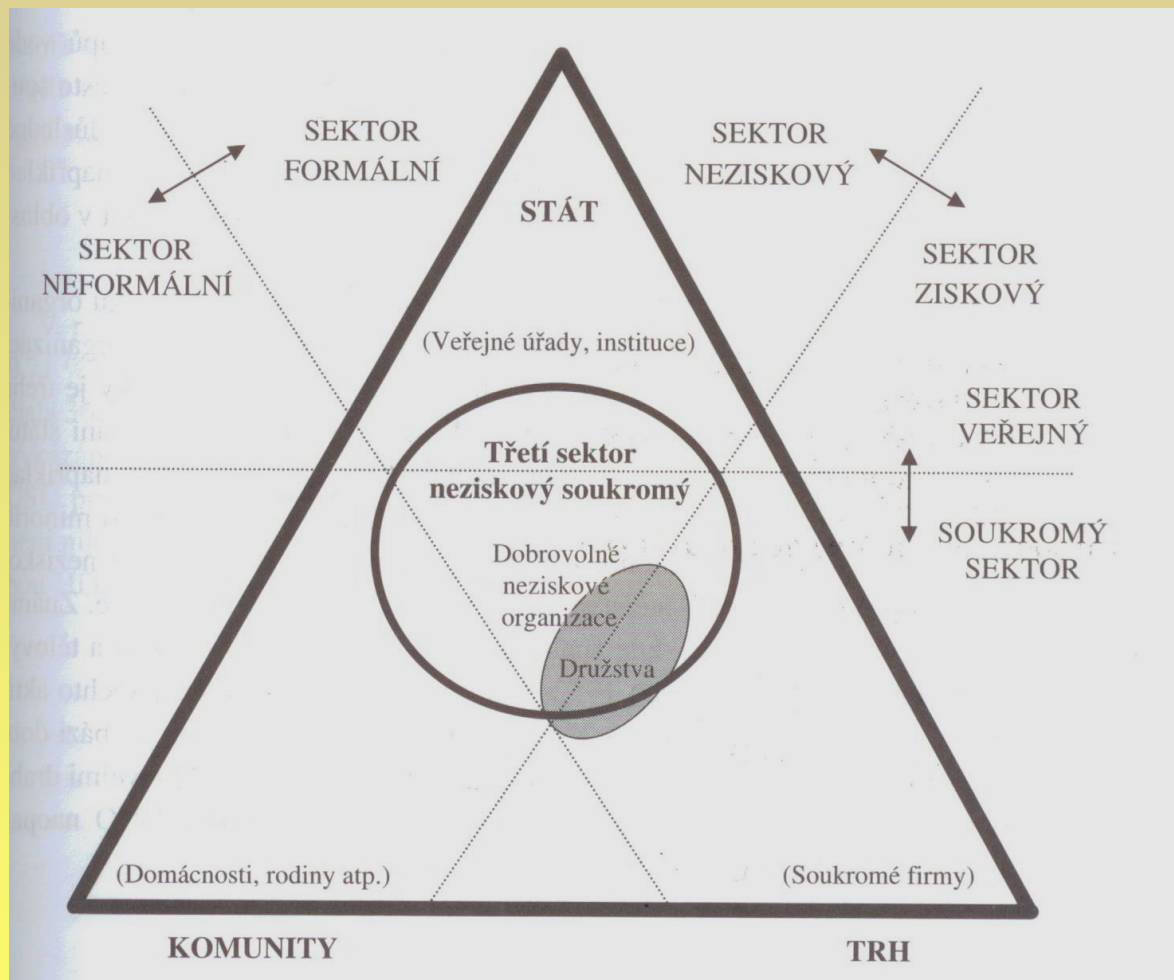 SEKTOR
FORMÁLNÍ
SEKTOR
NEZISKOVÝ
STÁT
SEKTOR
NEFORMÁLNÍ
SEKTOR
ZISKOVÝ
(Veřejné úřady, instituce)
SEKTOR
VEŘEJNÝ
Třetí sektor
neziskový soukromý
SOUKROMÝ
SEKTOR
Dobrovolné
neziskové
organizace
Družstva
(Domácnosti, rodiny atp.)
(Soukromé firmy)
KOMUNITY
TRH